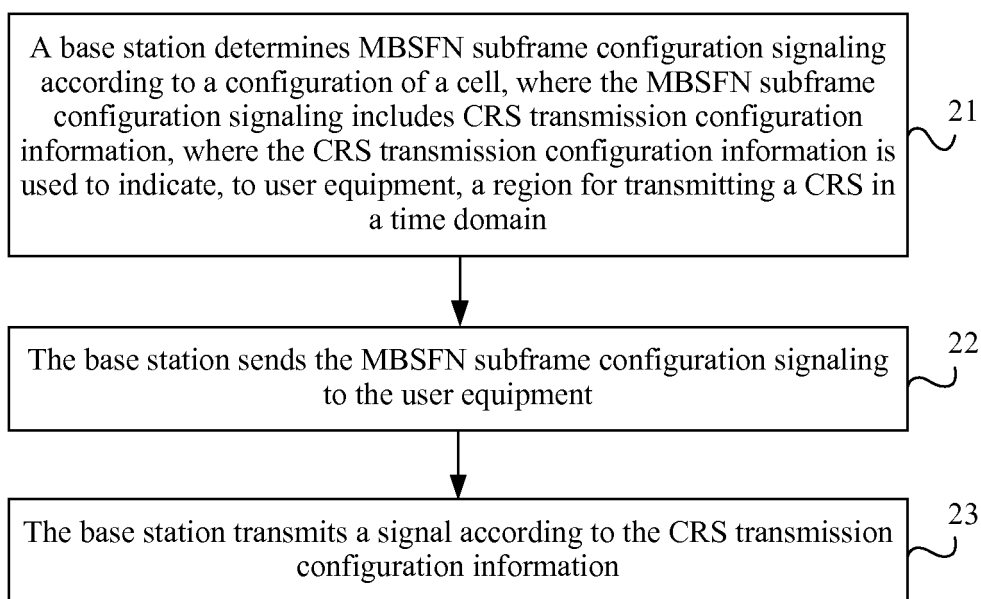 A base station determines MBSFN subframe configuration signaling
according to a configuration of a cell, where the MBSFN subframe
configuration signaling includes CRS transmission configuration
information, where the CRS transmission configuration information is
used to indicate, to user equipment, a region for transmitting a CRS in
a time domain
21
The base station sends the MBSFN subframe configuration signaling
to the user equipment
22
The base station transmits a signal according to the CRS transmission
configuration information
23